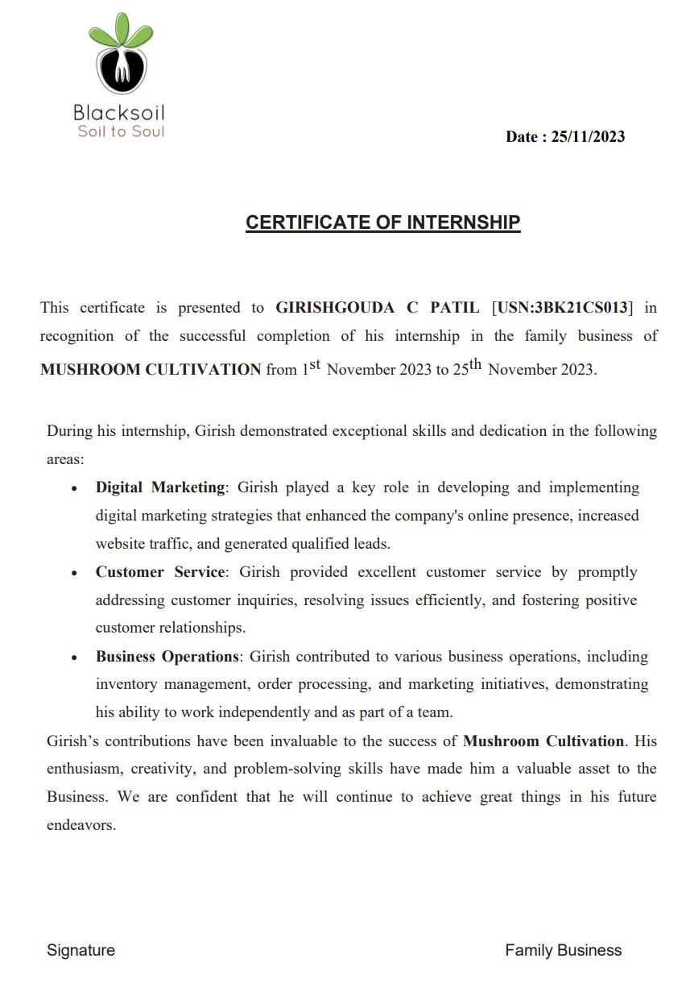 Blacksoil
Soil to Soul
Date : 25/11/2023
CERTIFICATE OF INTERNSHIP
This certificate is presented to GIRISHGOUDA C PATIL [USN:3BK21CS013] in
recognition of the successful completion of his internship in the family business of
MUSHROOM CULTIVATION from 1st November 2023 to 25th November 2023.
During his internship, Girish demonstrated exceptional skills and dedication in the following
areas:
• Digital Marketing: Girish played a key role in developing and implementing
digital marketing strategies that enhanced the company's online presence, increased
website traffic, and generated qualified leads.
• Customer Service: Girish provided excellent customer service by promptly
addressing customer inquiries, resolving issues efficiently, and fostering positive
customer relationships.
• Business Operations: Girish contributed to various business operations, including
inventory management, order processing, and marketing initiatives, demonstrating
his ability to work independently and as part of a team.
Girish’s contributions have been invaluable to the success of Mushroom Cultivation. His
enthusiasm, creativity, and problem-solving skills have made him a valuable asset to the
Business. We are confident that he will continue to achieve great things in his future
endeavors.
Signature Family Business